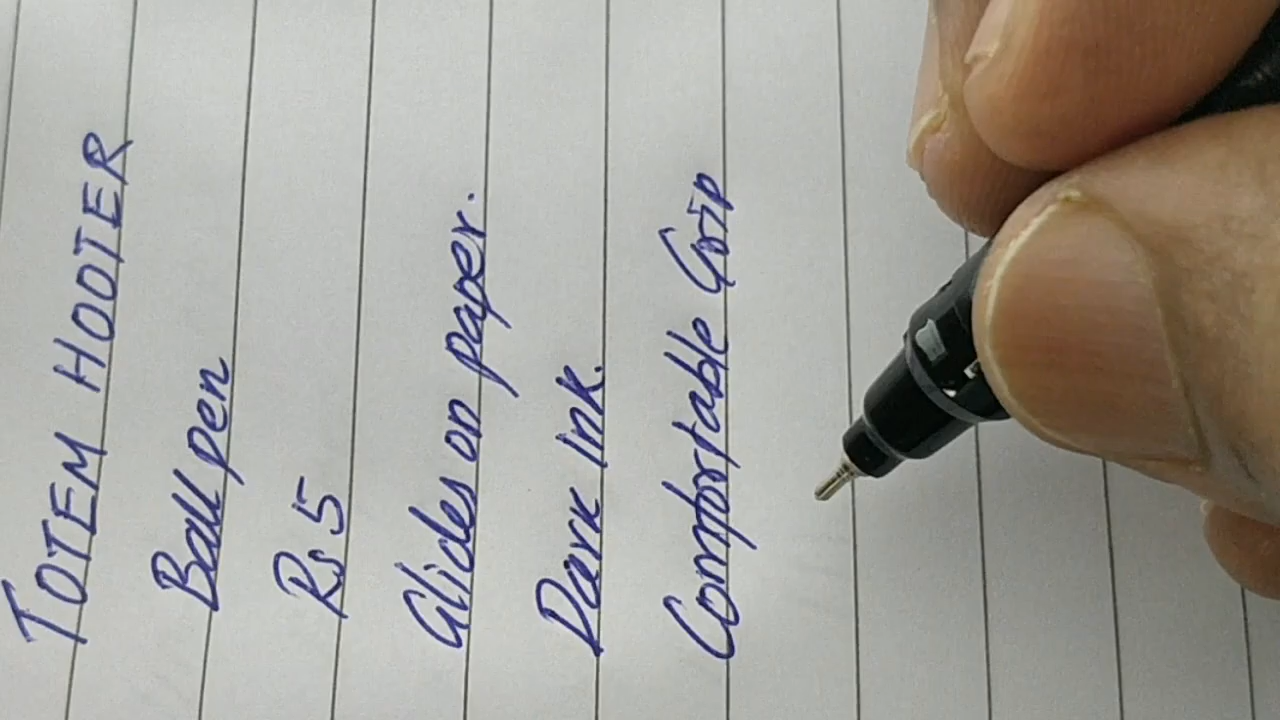 TOTEM HOOTER
Ball pen
Rs 5
Glides on paper.
Dark Ink.
Comfortable Grip